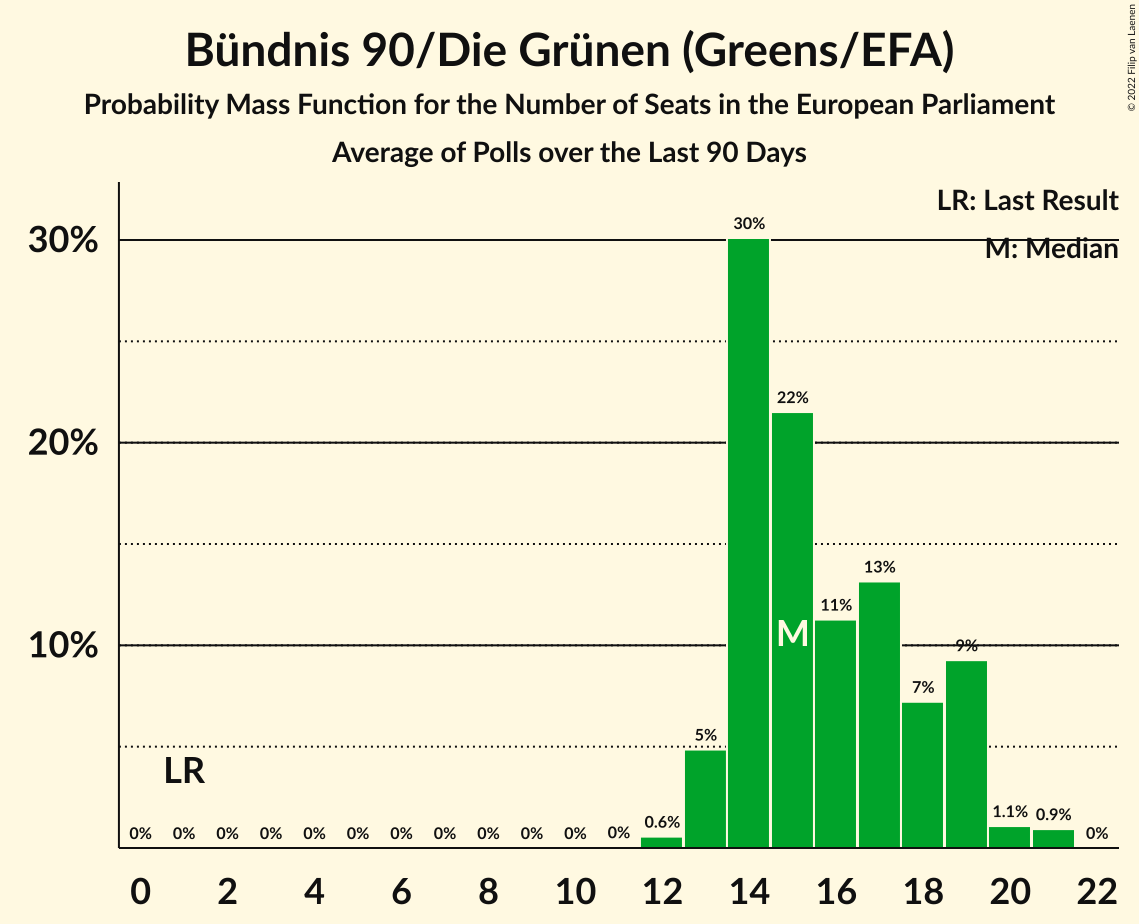 Bündnis 90/Die Grünen (Greens/EFA)
Probability Mass Function for the Number of Seats in the European Parliament
Average of Polls over the Last 90 Days
© 2022 Filip van Laenen
LR: Last Result
M: Median
30%
20%
10%
30%
22%
13%
11%
9%
7%
5%
1.1%
0.9%
0.6%
M
LR
0% 0% 0% 0% 0% 0% 0% 0% 0% 0% 0% 0% 0%
0 2 4 6 8 10 12 14 16 18 20 22